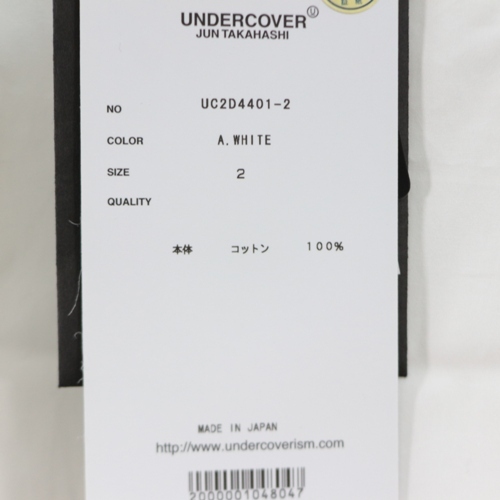 UNDERCOVER
JUN TAKAHASHI
NO UC2D4401-2
COLOR A.WHITE
SIZE 2
QUALITY
本体 コットン 100%
MADE IN JAPAN
http://www.undercoverism.com
2000001048047